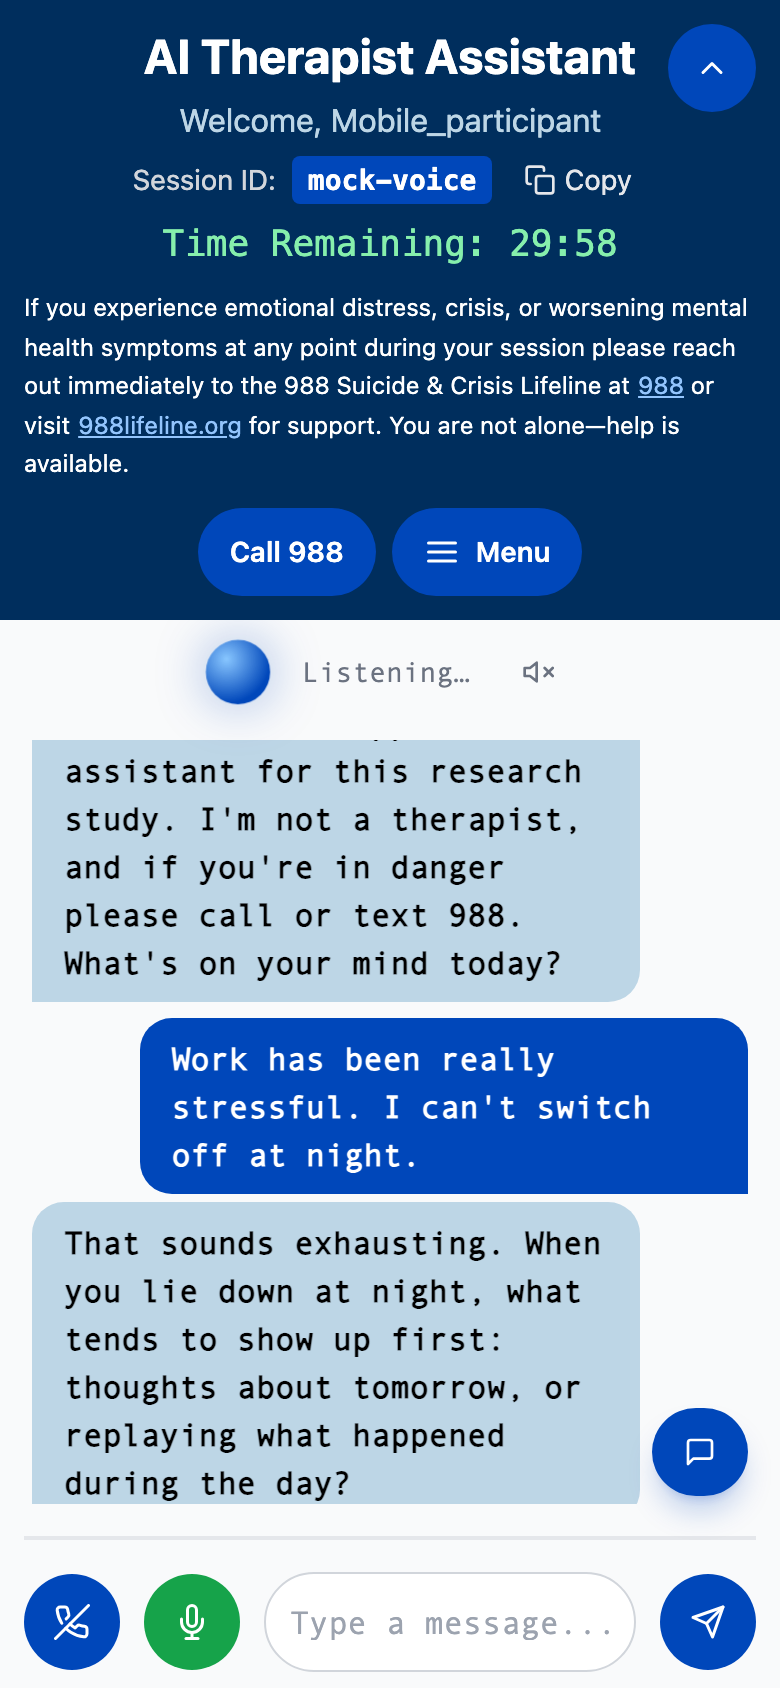 AI Therapist Assistant
Welcome, Mobile_participant
Session ID: mock-voice Copy
Time Remaining: 29:58
If you experience emotional distress, crisis, or worsening mental
health symptoms at any point during your session please reach
out immediately to the 988 Suicide & Crisis Lifeline at 988 or
visit 988lifeline.org for support. You are not alone—help is
available.
Call 988 Menu
Listening…
assistant for this research
study. I'm not a therapist,
and if you're in danger
please call or text 988.
What's on your mind today?
Work has been really
stressful. I can't switch
off at night.
That sounds exhausting. When
you lie down at night, what
tends to show up first:
thoughts about tomorrow, or
replaying what happened
during the day?
Type a message...